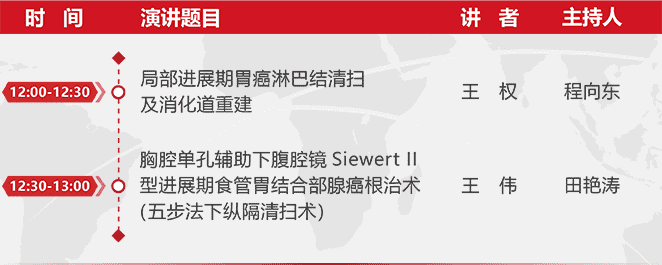 时 间 演讲题目 讲 者 主持人
12:00-12:30 局部进展期胃癌淋巴结清扫 王 权 程向东
及消化道重建
胸腔单孔辅助下腹腔镜 Siewert II
12:30-13:00 型进展期食管胃结合部腺癌根治术 王 伟 田艳涛
(五步法下纵隔清扫术)